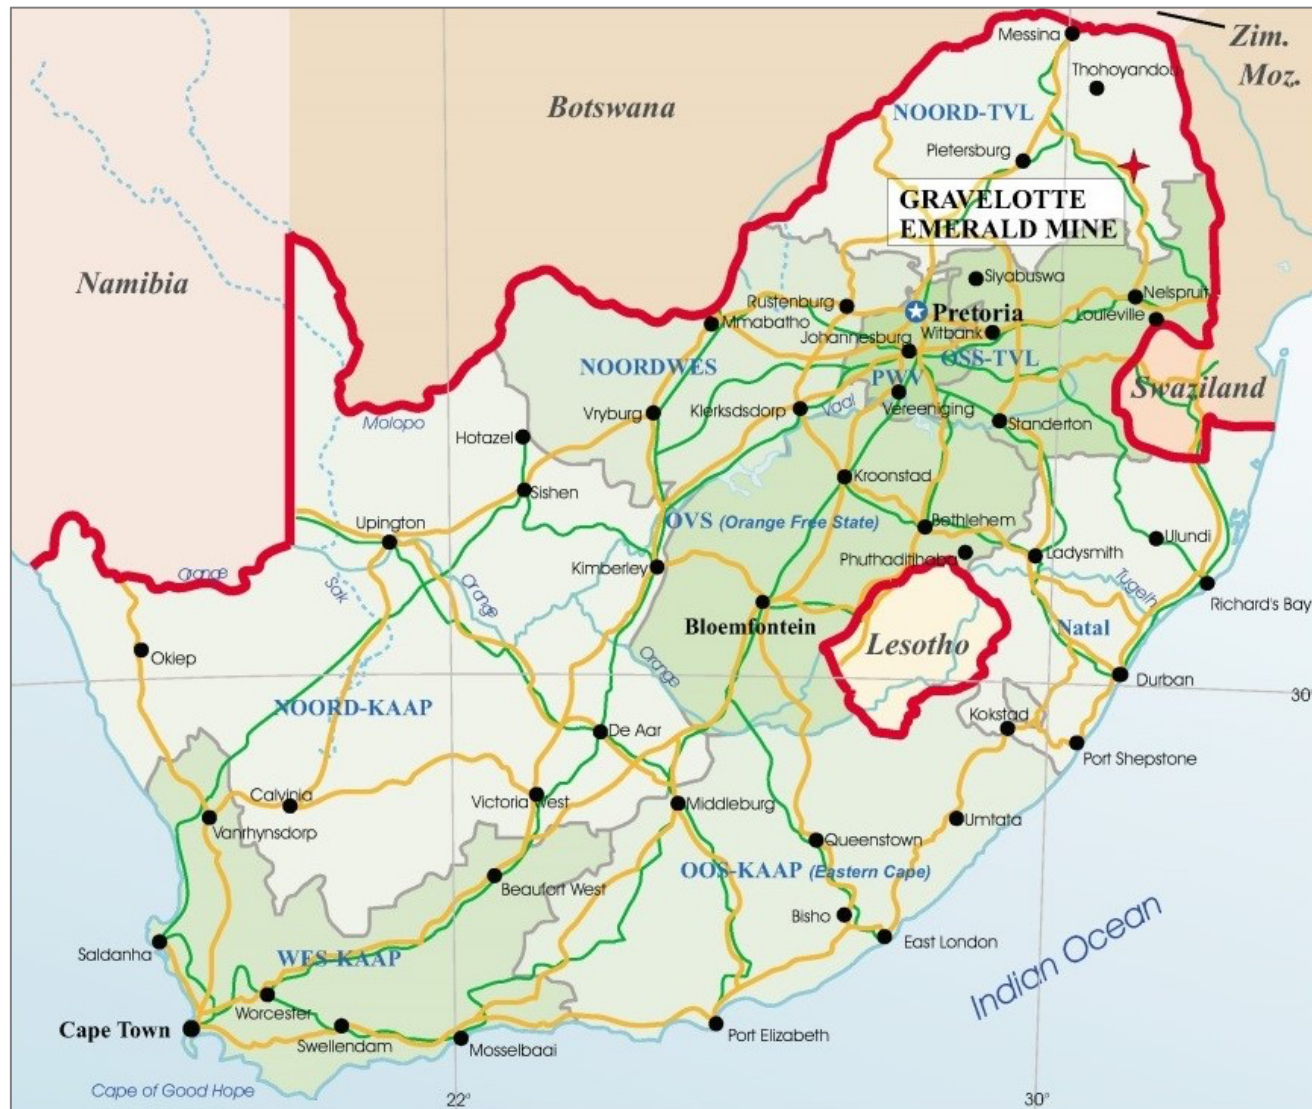 Messina
Zim.
Moz.
Thohoyandou
Botswana
NOORD-TVL
Pietersburg
GRAVELOTTE
EMERALD MINE
Namibia
Siyabuswa
Nelspruit
Rustenburg
Pretoria
Louieville
Mmabatho
Witbank
Johannesburg
OSS-TVL
NOORDWES
PWV
Swaziland
Vryburg
Klerksdsdorp
Vaal
Vereeniging
Molopo
Standerton
Hotazel
Kroonstad
Sishen
Upington
OVS (Orange Free State)
Bethlehem
Ulundi
Phuthaditjhaba
Ladysmith
Kimberley
Orange
Sak
Orange
Tugelh
Richard's Bay
Bloemfontein
Natal
Lesotho
Okiep
Orange
Durban
30°
NOORD-KAAP
Kokstad
De Aar
Port Shepstone
Calvinia
Victoria West
Middleburg
Vanrhynsdorp
Umtata
Queenstown
OOS-KAAP (Eastern Cape)
Beaufort West
Bisho
East London
Saldanha
WES-KAAP
Indian Ocean
Worcester
Cape Town
Swellendam
Mosselbaai
Port Elizabeth
Cape of Good Hope
22°
30°